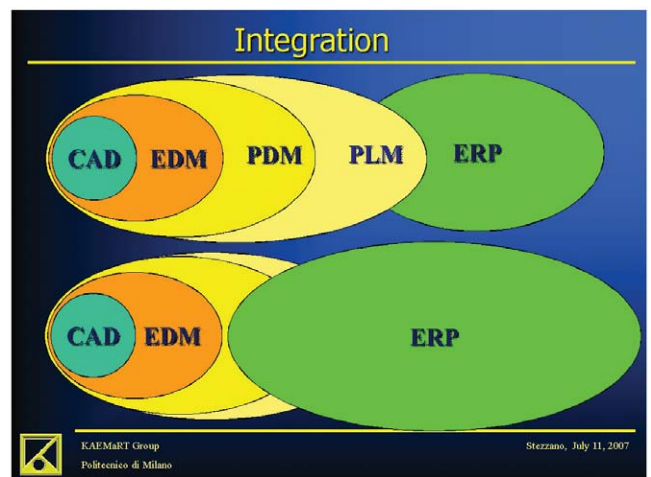 Integration
CAD EDM PDM PLM ERP
CAD EDM ERP
KAEMaRT Group
Politecnico di Milano
Stezzano, July 11, 2007